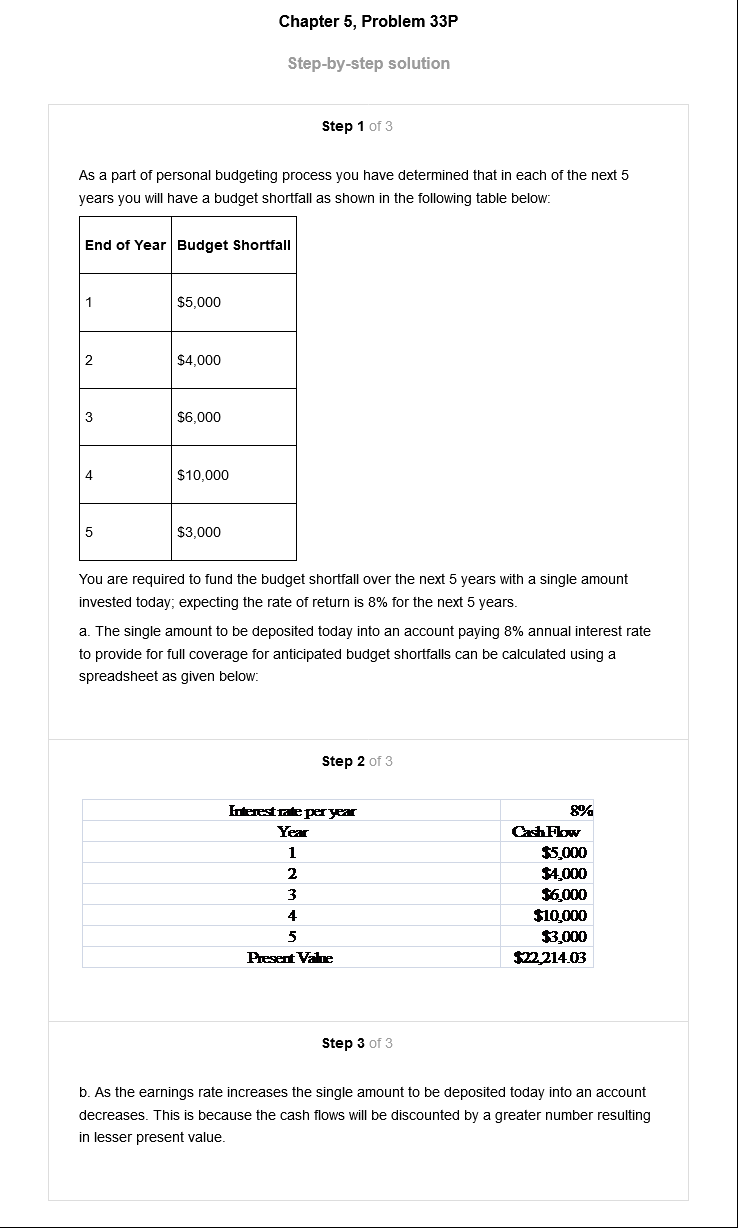 Chapter 5, Problem 33P
Step-by-step solution
Step 1 of 3
As a part of personal budgeting process you have determined that in each of the next 5
years you will have a budget shortfall as shown in the following table below:
End of Year Budget Shortfall
1 $5,000
2 $4,000
3 $6,000
4 $10,000
5 $3,000
You are required to fund the budget shortfall over the next 5 years with a single amount
invested today; expecting the rate of return is 8% for the next 5 years.
a. The single amount to be deposited today into an account paying 8% annual interest rate
to provide for full coverage for anticipated budget shortfalls can be calculated using a
spreadsheet as given below:
Step 2 of 3
Interest rate per year 8%
Year Cash Flow
1 $5,000
2 $4,000
3 $6,000
4 $10,000
5 $3,000
Present Value $22,214.03
Step 3 of 3
b. As the earnings rate increases the single amount to be deposited today into an account
decreases. This is because the cash flows will be discounted by a greater number resulting
in lesser present value.